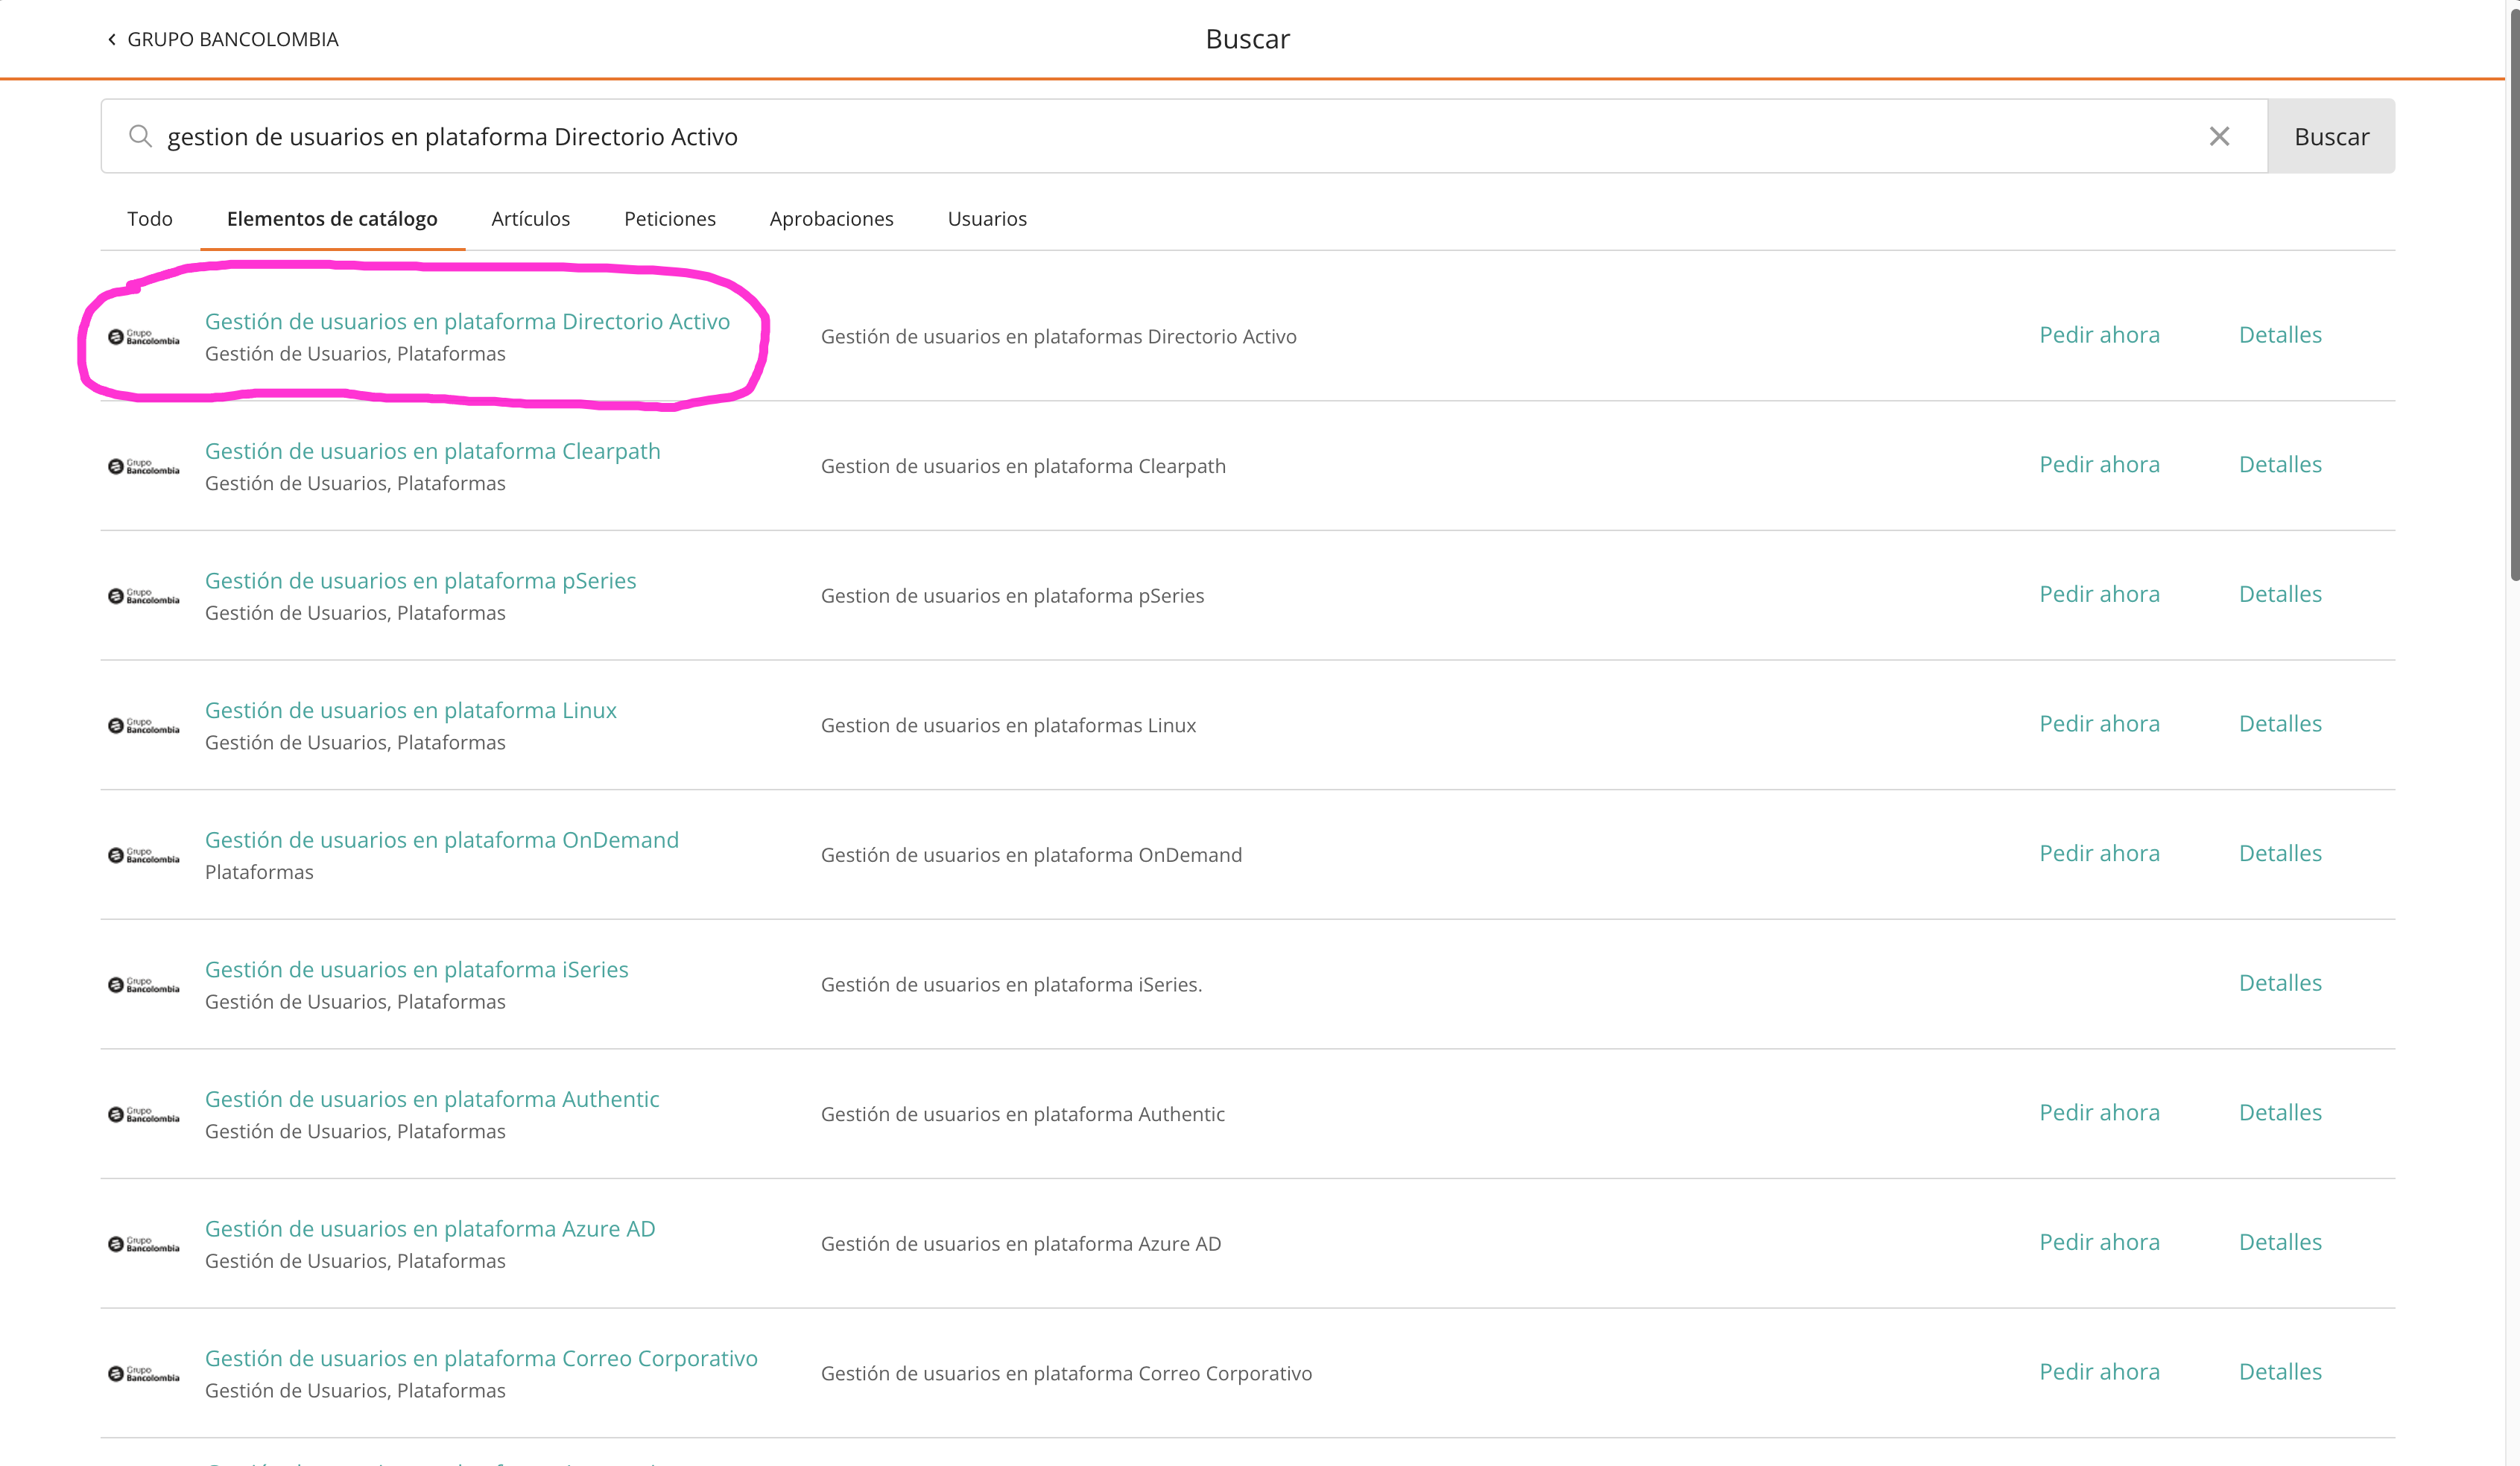 GRUPO BANCOLOMBIA
Buscar
gestion de usuarios en plataforma Directorio Activo
Buscar
Todo Elementos de catálogo Artículos Peticiones Aprobaciones Usuarios
Grupo Bancolombia
Gestión de usuarios en plataforma Directorio Activo
Gestión de Usuarios, Plataformas
Gestión de usuarios en plataformas Directorio Activo
Pedir ahora Detalles
Grupo Bancolombia
Gestión de usuarios en plataforma Clearpath
Gestión de Usuarios, Plataformas
Gestion de usuarios en plataforma Clearpath
Pedir ahora Detalles
Grupo Bancolombia
Gestión de usuarios en plataforma pSeries
Gestión de Usuarios, Plataformas
Gestion de usuarios en plataforma pSeries
Pedir ahora Detalles
Grupo Bancolombia
Gestión de usuarios en plataforma Linux
Gestión de Usuarios, Plataformas
Gestion de usuarios en plataformas Linux
Pedir ahora Detalles
Grupo Bancolombia
Gestión de usuarios en plataforma OnDemand
Plataformas
Gestión de usuarios en plataforma OnDemand
Pedir ahora Detalles
Grupo Bancolombia
Gestión de usuarios en plataforma iSeries
Gestión de Usuarios, Plataformas
Gestión de usuarios en plataforma iSeries.
Detalles
Grupo Bancolombia
Gestión de usuarios en plataforma Authentic
Gestión de Usuarios, Plataformas
Gestión de usuarios en plataforma Authentic
Pedir ahora Detalles
Grupo Bancolombia
Gestión de usuarios en plataforma Azure AD
Gestión de Usuarios, Plataformas
Gestión de usuarios en plataforma Azure AD
Pedir ahora Detalles
Grupo Bancolombia
Gestión de usuarios en plataforma Correo Corporativo
Gestión de Usuarios, Plataformas
Gestión de usuarios en plataforma Correo Corporativo
Pedir ahora Detalles